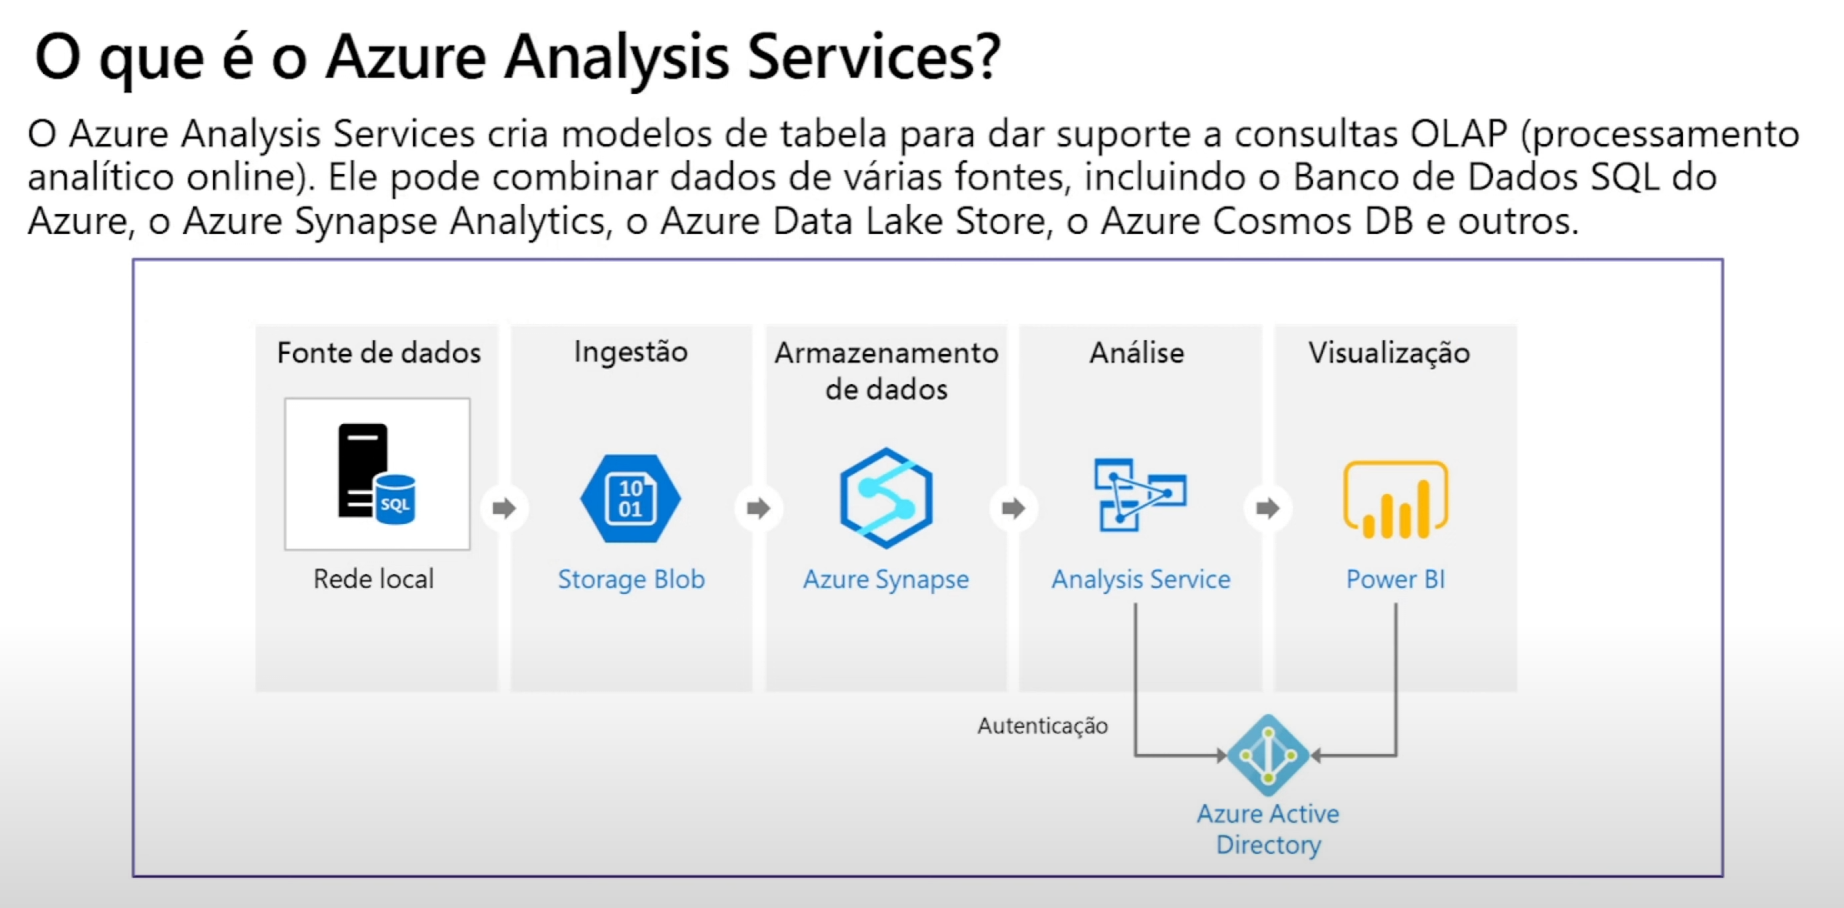 O que é o Azure Analysis Services?
O Azure Analysis Services cria modelos de tabela para dar suporte a consultas OLAP (processamento
analítico online). Ele pode combinar dados de várias fontes, incluindo o Banco de Dados SQL do
Azure, o Azure Synapse Analytics, o Azure Data Lake Store, o Azure Cosmos DB e outros.
Fonte de dados
SQL
Rede local
Ingestão
10
01
Storage Blob
Armazenamento
de dados
Azure Synapse
Análise
Analysis Service
Visualização
Power BI
Autenticação
Azure Active
Directory